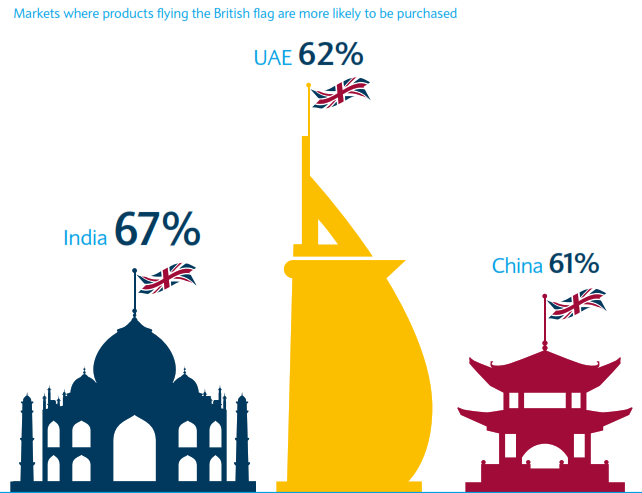 Markets where products flying the British flag are more likely to be purchased
UAE 62%
India 67%
China 61%